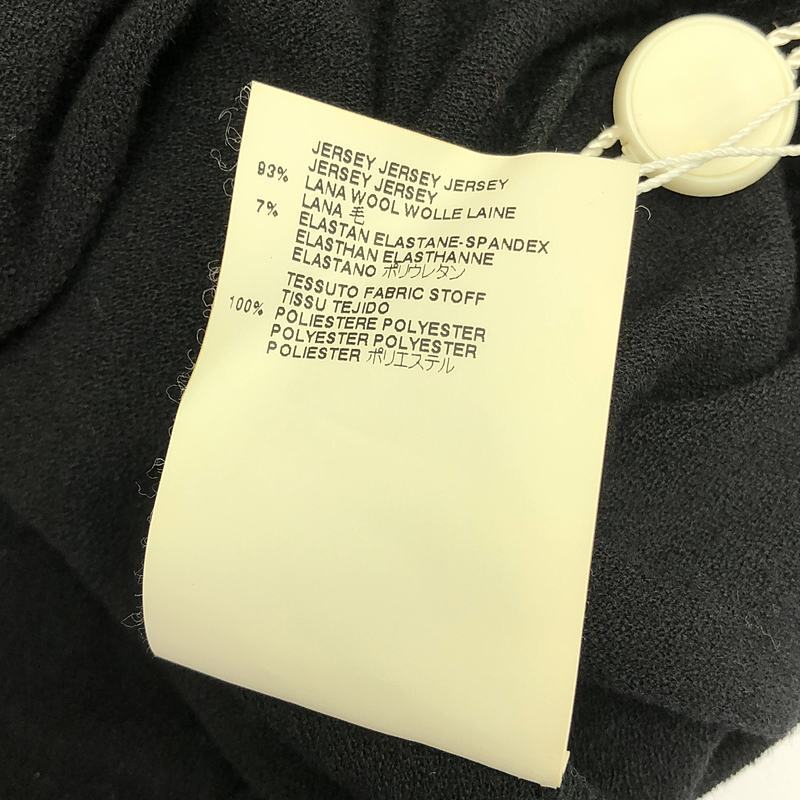 JERSEY JERSEY JERSEY
JERSEY JERSEY
93% LANA WOOL WOLLE LAINE
LANA 毛
7% ELASTAN ELASTANE-SPANDEX
ELASTHAN ELASTHANNE
ELASTANO ポリウレタン
TESSUTO FABRIC STOFF
TISSU TEJIDO
100% POLIESTERE POLYESTER
POLYESTER POLYESTER
POLIESTER ポリエステル